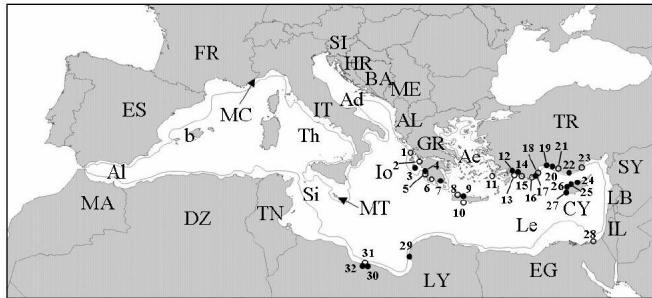 SI
FR
HR
BA
MC
IT
Ad
ME
ES
AL
TR
b
Th
1
GR
Ae
12
14
18
19
21
2
Io
4
13
15
20
22
23
SY
Al
3
5
6
7
8
9
11
16
17
24
25
26
27
CY
LB
MA
DZ
TN
Si
MT
10
Le
IL
28
31
29
32
30
LY
EG